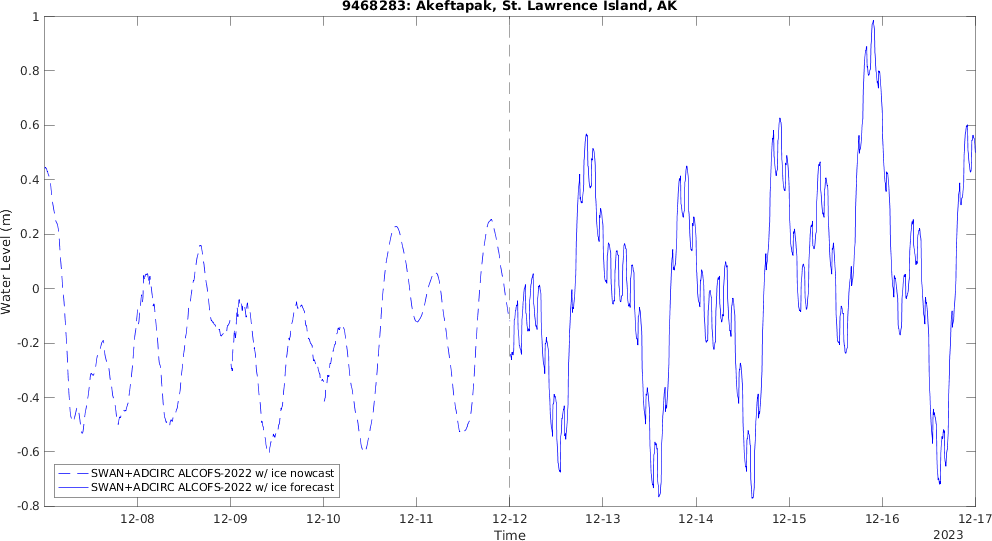 9468283: Akeftapak, St. Lawrence Island, AK
1
0.8
0.6
0.4
0.2
0
-0.2
-0.4
-0.6
-0.8
Water Level (m)
SWAN+ADCIRC ALCOFS-2022 w/ ice nowcast
SWAN+ADCIRC ALCOFS-2022 w/ ice forecast
12-08 12-09 12-10 12-11 12-12 12-13 12-14 12-15 12-16 12-17
Time
2023